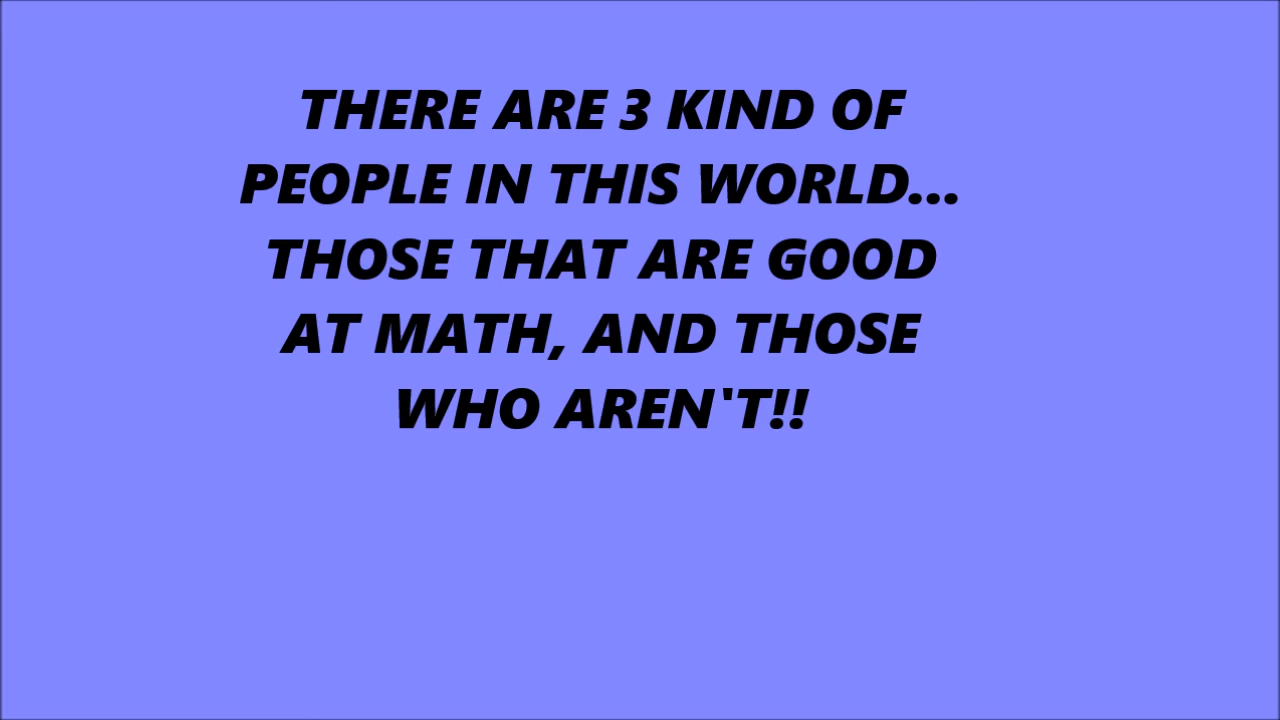 THERE ARE 3 KIND OF
PEOPLE IN THIS WORLD...
THOSE THAT ARE GOOD
AT MATH, AND THOSE
WHO AREN'T!!